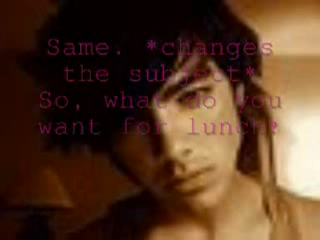 Same. *changes
the subject*
So, what do you
want for lunch?